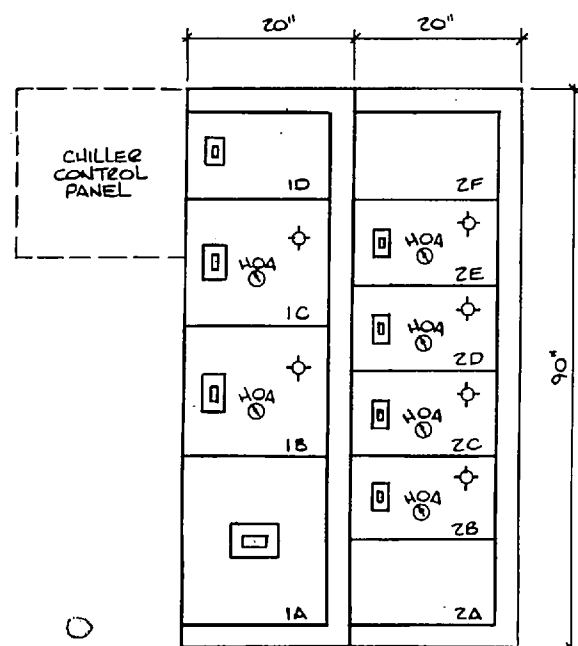 20" 20"
CHILLER
CONTROL
PANEL
1D 2F
HOA
1C
HOA
2E
HOA
2D
HOA
1B
HOA
2C
HOA
2B
1A 2A
90"